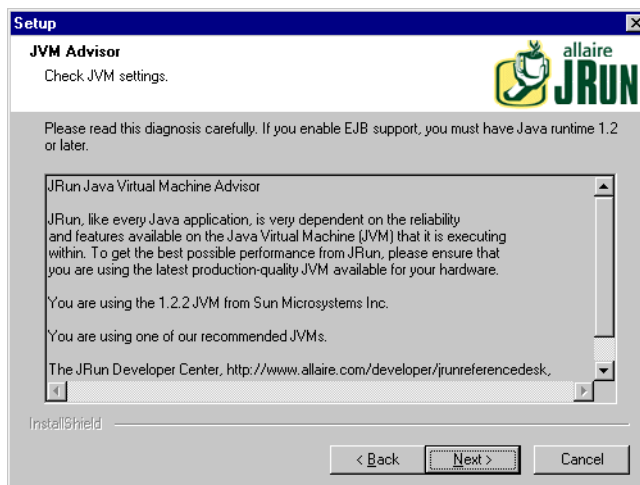 Setup
JVM Advisor
Check JVM settings.
allaire
JRUN
Please read this diagnosis carefully. If you enable EJB support, you must have Java runtime 1.2
or later.
JRun Java Virtual Machine Advisor
JRun, like every Java application, is very dependent on the reliability
and features available on the Java Virtual Machine (JVM) that it is executing
within. To get the best possible performance from JRun, please ensure that
you are using the latest production-quality JVM available for your hardware.
You are using the 1.2.2 JVM from Sun Microsystems Inc.
You are using one of our recommended JVMs.
The JRun Developer Center, http://www.allaire.com/developer/jrunreferencedesk,
InstallShield
< Back
Next >
Cancel